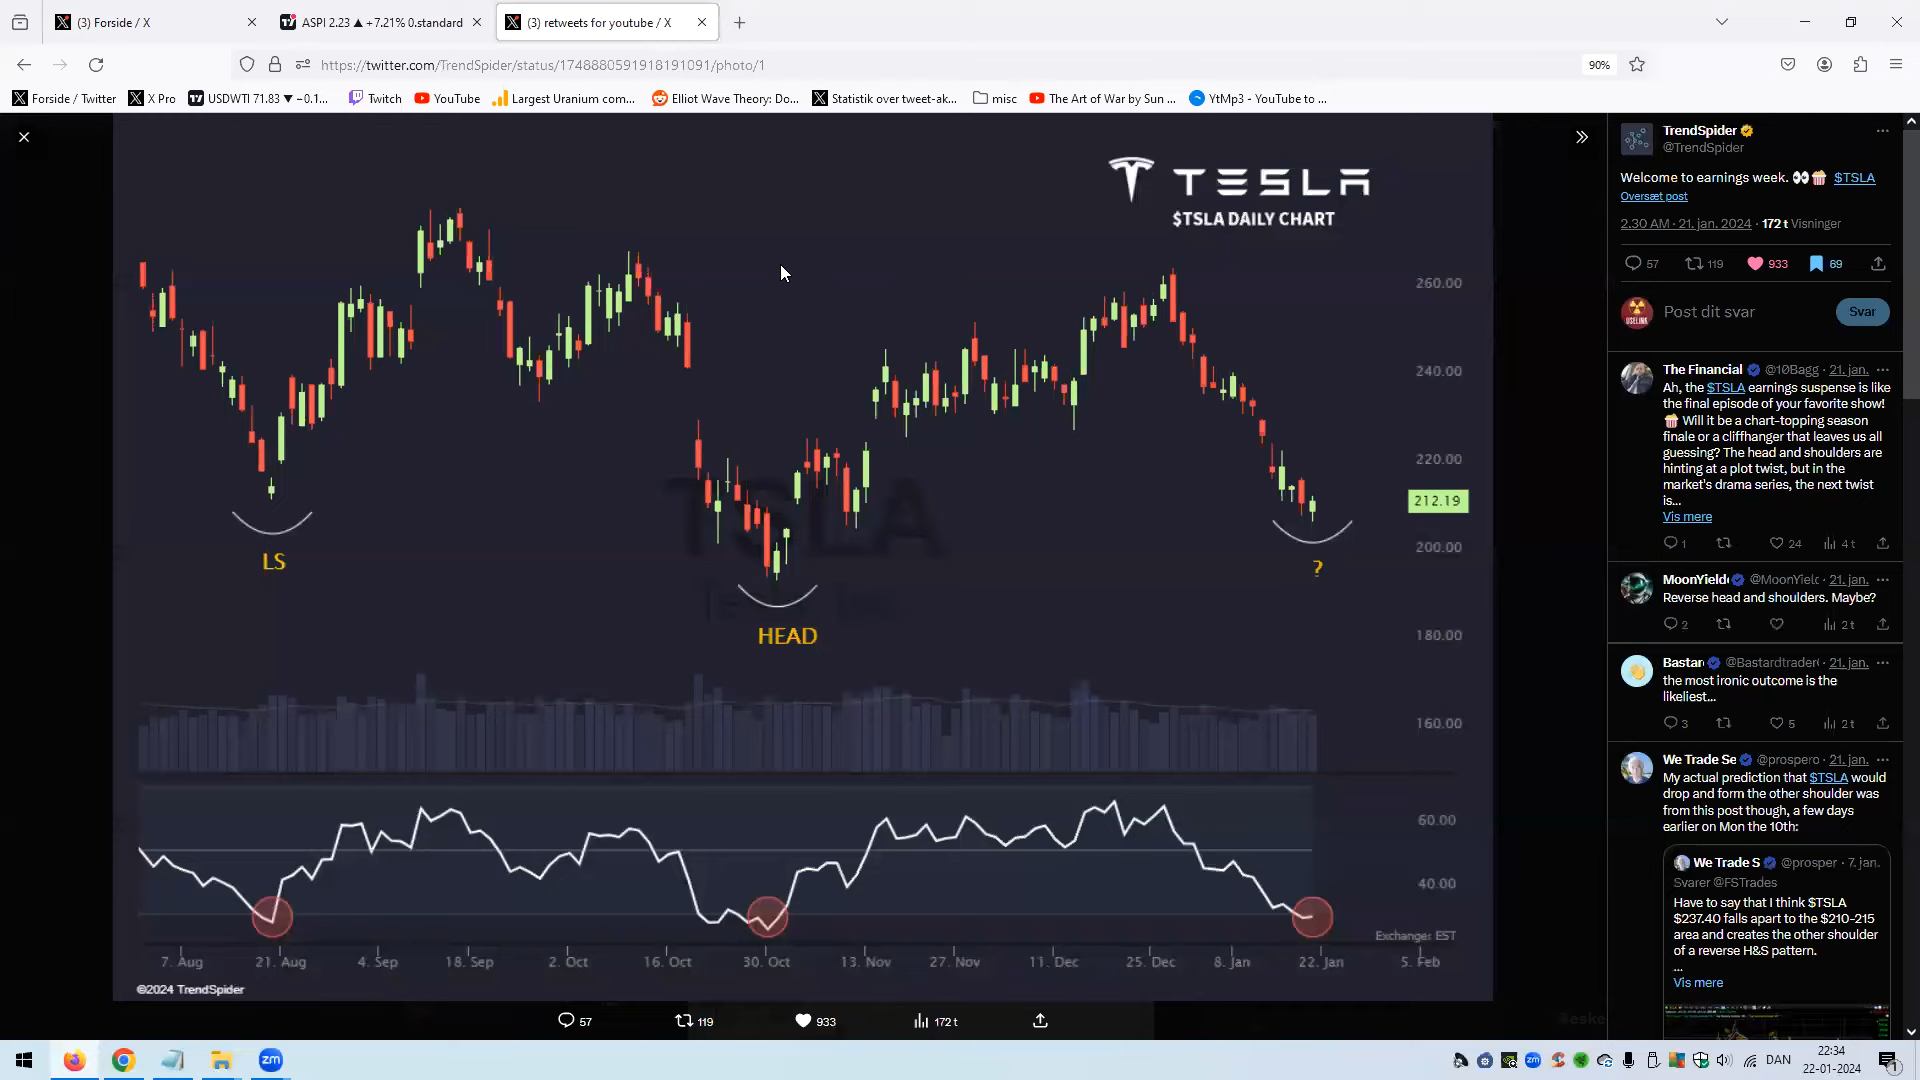 (3) Forside / X
ASPI 2.23 ▲ +7.21% 0.standard
(3) retweets for youtube / X
https://twitter.com/TrendSpider/status/1748880591918191091/photo/1
90%
Forside / Twitter
X Pro
USDWTI 71.83 ▼ −0.1...
Twitch
YouTube
Largest Uranium com...
Elliot Wave Theory: Do...
Statistik over tweet-ak...
misc
The Art of War by Sun ...
YtMp3 - YouTube to ...
TESLA
$TSLA DAILY CHART
260.00
240.00
220.00
212.19
200.00
180.00
160.00
TSLA
LS
HEAD
?
60.00
40.00
Exchange: EST
7. Aug
21. Aug
4. Sep
18. Sep
2. Oct
16. Oct
30. Oct
13. Nov
27. Nov
11. Dec
25. Dec
8. Jan
22. Jan
5. Feb
©2024 TrendSpider
57
119
933
172 t
TrendSpider
@TrendSpider
Welcome to earnings week. 👀🍿 $TSLA
Oversæt post
2.30 AM · 21. jan. 2024 · 172 t Visninger
57
119
933
69
USELINK
Post dit svar
Svar
The Financial @10Bagg · 21. jan.
Ah, the $TSLA earnings suspense is like
the final episode of your favorite show!
🍿 Will it be a chart-topping season
finale or a cliffhanger that leaves us all
guessing? The head and shoulders are
hinting at a plot twist, but in the
market's drama series, the next twist
is...
Vis mere
1
24
4 t
MoonYield @MoonYield · 21. jan.
Reverse head and shoulders. Maybe?
2
2 t
Bastar @Bastardtrader · 21. jan.
the most ironic outcome is the
likeliest...
3
5
2 t
We Trade Se @prospero · 21. jan.
My actual prediction that $TSLA would
drop and form the other shoulder was
from this post though, a few days
earlier on Mon the 10th:
We Trade S @prosper · 7. jan.
Svarer @FSTrades
Have to say that I think $TSLA
$237.40 falls apart to the $210-215
area and creates the other shoulder
of a reverse H&S pattern.
...
Vis mere
zm
zm
DAN
22:34
22-01-2024
1